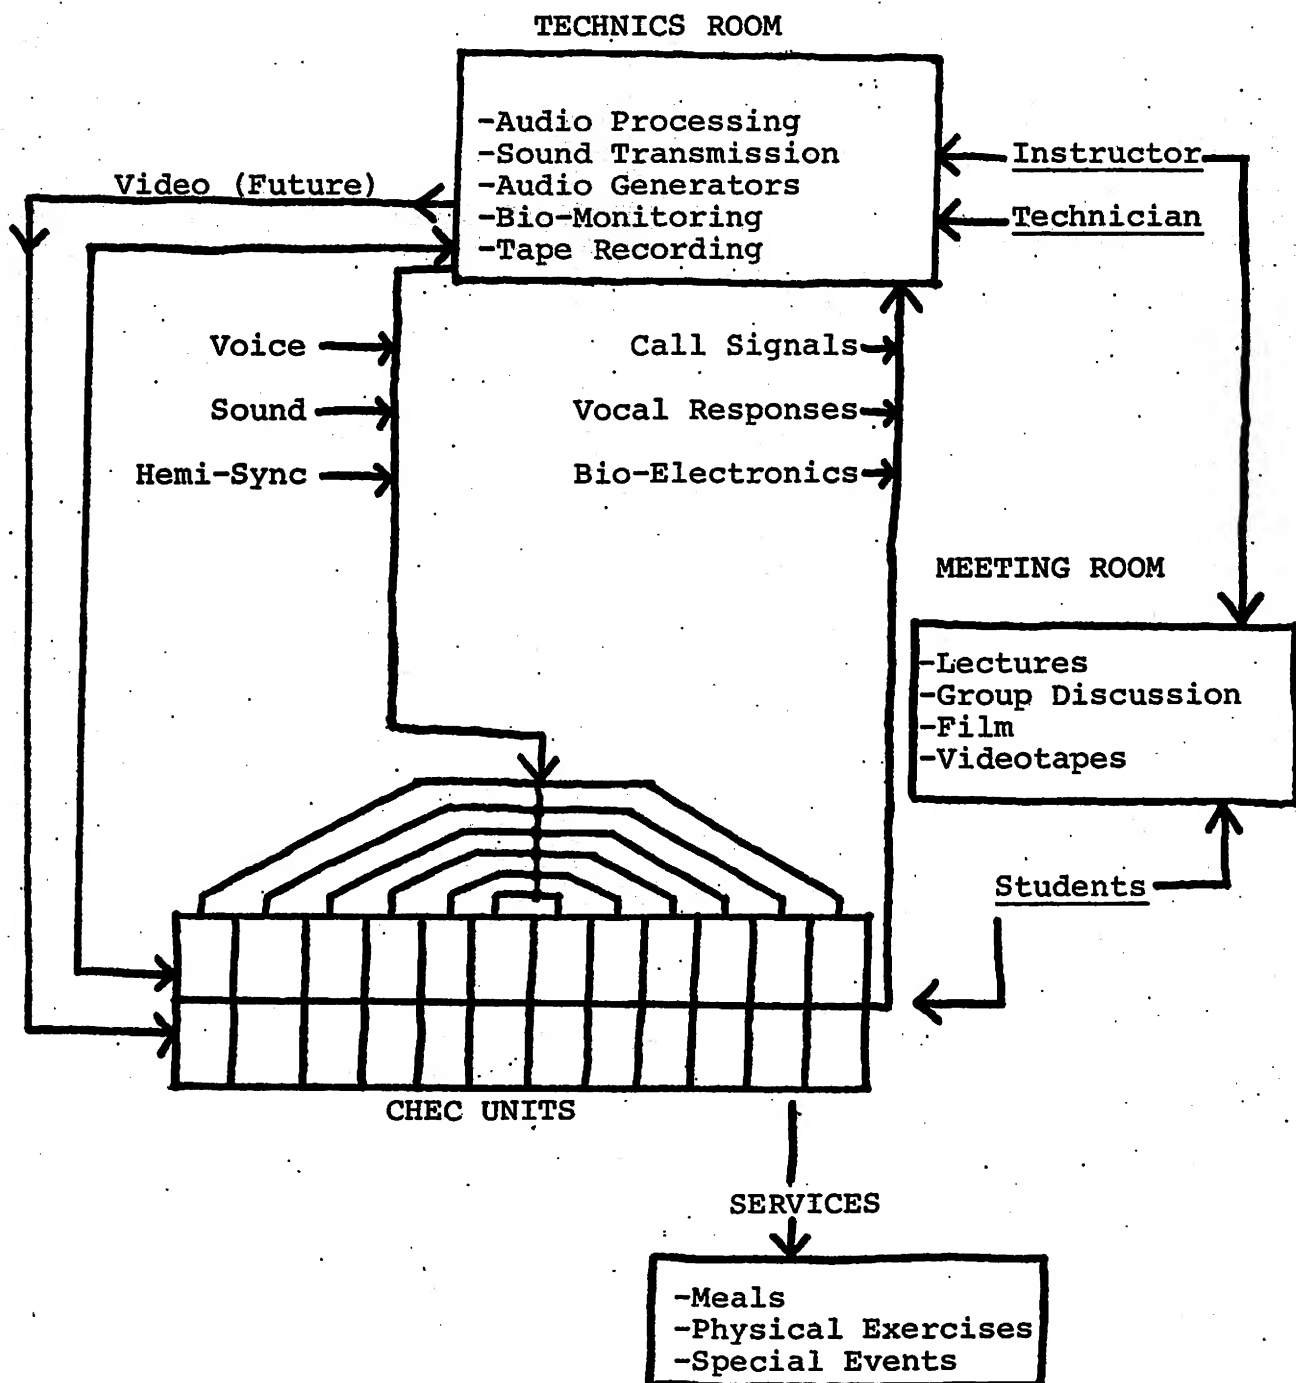 TECHNICS ROOM
-Audio Processing
-Sound Transmission
-Audio Generators
-Bio-Monitoring
-Tape Recording
Instructor
Technician
Video (Future)
Voice
Sound
Hemi-Sync
Call Signals
Vocal Responses
Bio-Electronics
MEETING ROOM
-Lectures
-Group Discussion
-Film
-Videotapes
Students
CHEC UNITS
SERVICES
-Meals
-Physical Exercises
-Special Events